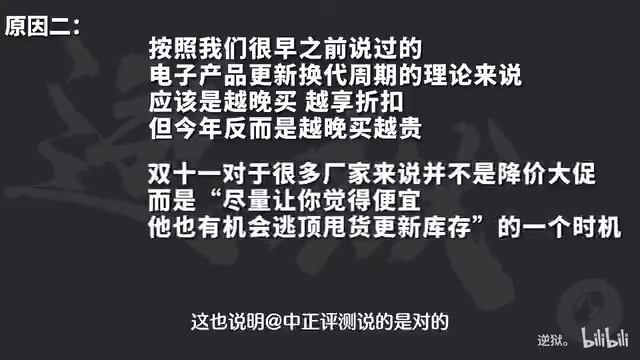 原因二：
按照我们很早之前说过的
电子产品更新换代周期的理论来说
应该是越晚买 越享折扣
但今年反而是越晚买越贵
双十一对于很多厂家来说并不是降价大促
而是“尽量让你觉得便宜
他也有机会逃顶甩货更新库存”的一个时机
这也说明@中正评测说的是对的
逆狱。 bilibili